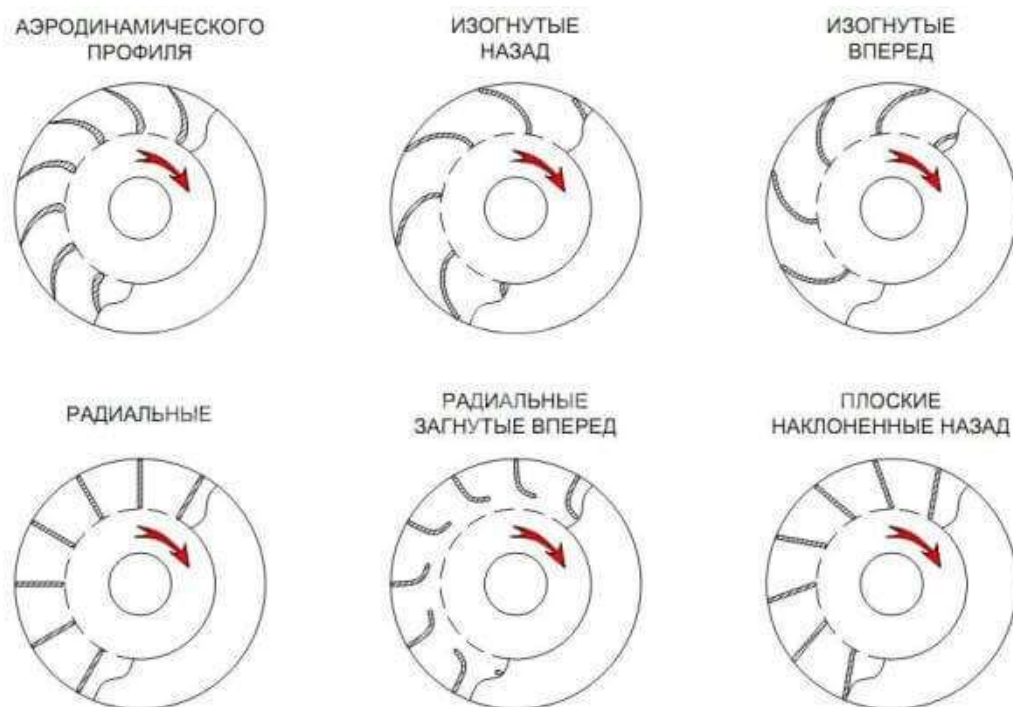 АЭРОДИНАМИЧЕСКОГО
ПРОФИЛЯ
ИЗОГНУТЫЕ
НАЗАД
ИЗОГНУТЫЕ
ВПЕРЕД
РАДИАЛЬНЫЕ
РАДИАЛЬНЫЕ
ЗАГНУТЫЕ ВПЕРЕД
ПЛОСКИЕ
НАКЛОНЕННЫЕ НАЗАД